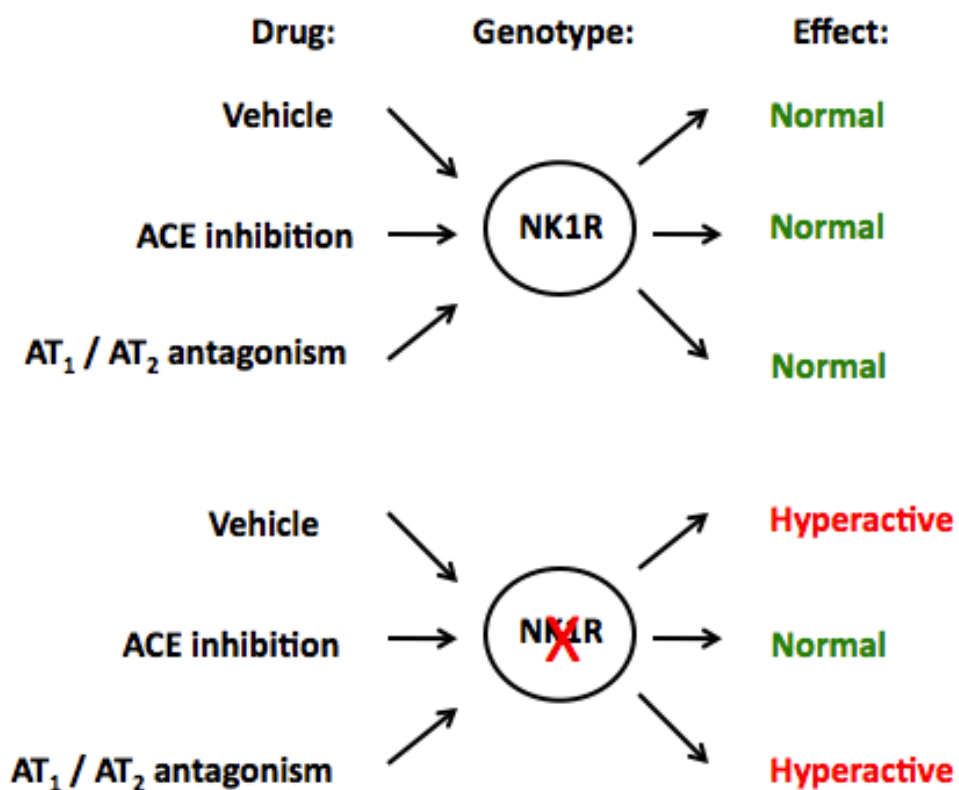 Drug: Genotype: Effect:
Vehicle Normal
ACE inhibition NK1R Normal
AT₁ / AT₂ antagonism Normal
Vehicle Hyperactive
ACE inhibition NK1R Normal
AT₁ / AT₂ antagonism Hyperactive